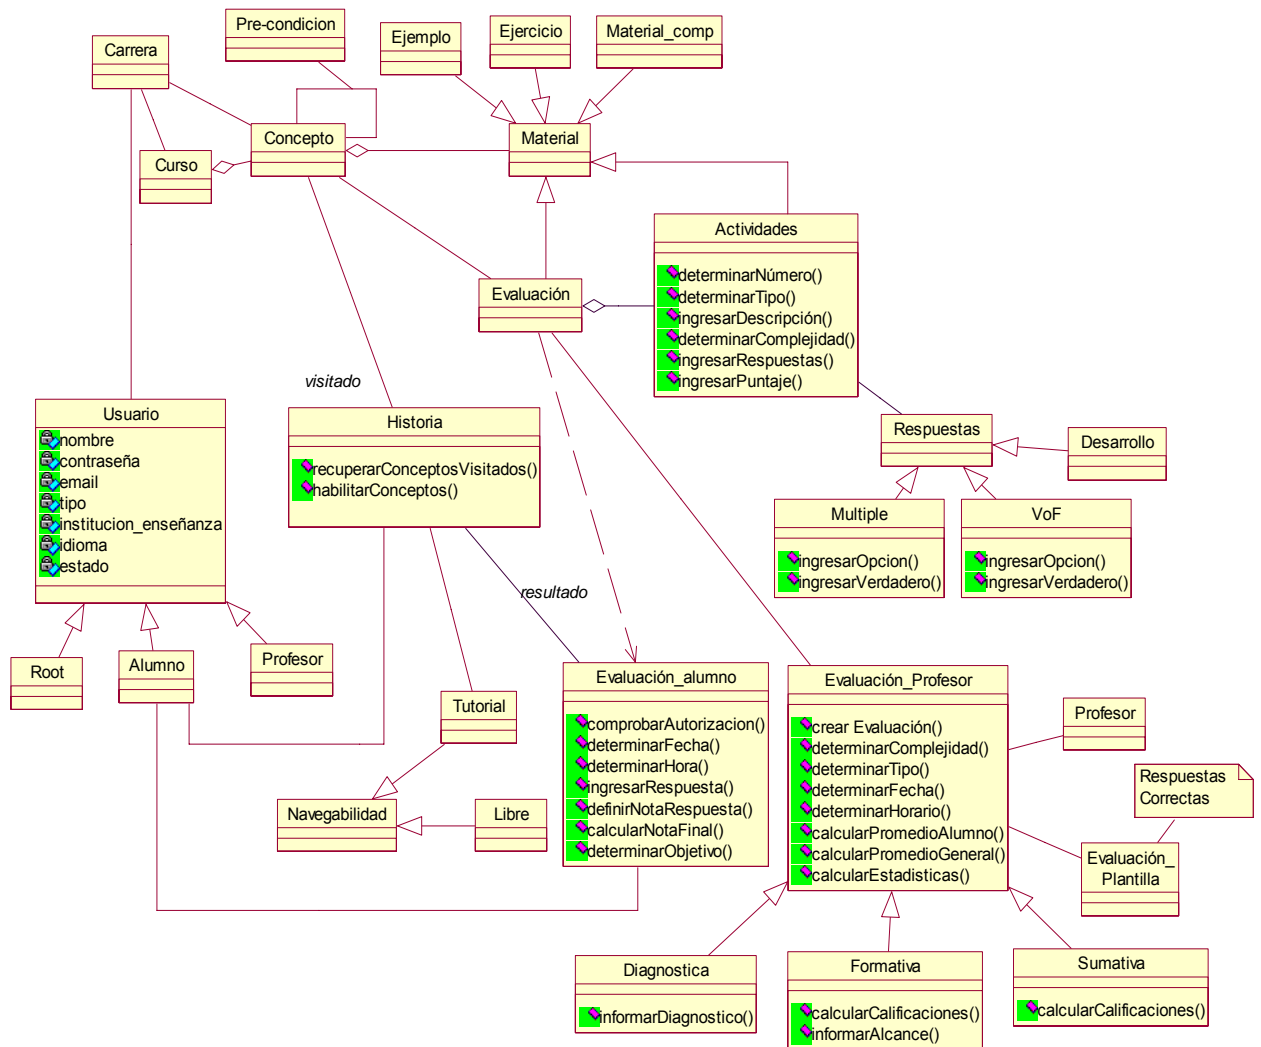 Pre-condicion
Ejemplo
Ejercicio
Material_comp
Carrera
Concepto
Material
Curso
Actividades
determinarNúmero()
determinarTipo()
ingresarDescripción()
determinarComplejidad()
ingresarRespuestas()
ingresarPuntaje()
Evaluación
visitado
Usuario
nombre
contraseña
email
tipo
institucion_enseñanza
idioma
estado
Historia
recuperarConceptosVisitados()
habilitarConceptos()
Respuestas
Desarrollo
Multiple
ingresarOpcion()
ingresarVerdadero()
VoF
ingresarOpcion()
ingresarVerdadero()
resultado
Root
Alumno
Profesor
Tutorial
Navegabilidad
Libre
Evaluación_alumno
comprobarAutorizacion()
determinarFecha()
determinarHora()
ingresarRespuesta()
definirNotaRespuesta()
calcularNotaFinal()
determinarObjetivo()
Evaluación_Profesor
crear Evaluación()
determinarComplejidad()
determinarTipo()
determinarFecha()
determinarHorario()
calcularPromedioAlumno()
calcularPromedioGeneral()
calcularEstadisticas()
Profesor
Respuestas
Correctas
Evaluación_
Plantilla
Diagnostica
informarDiagnostico()
Formativa
calcularCalificaciones()
informarAlcance()
Sumativa
calcularCalificaciones()